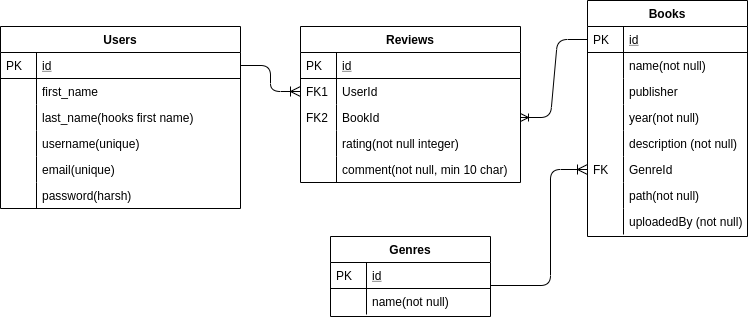 Users
PK id
first_name
last_name(hooks first name)
username(unique)
email(unique)
password(harsh)
Reviews
PK id
FK1 UserId
FK2 BookId
rating(not null integer)
comment(not null, min 10 char)
Books
PK id
name(not null)
publisher
year(not null)
description (not null)
FK GenreId
path(not null)
uploadedBy (not null)
Genres
PK id
name(not null)